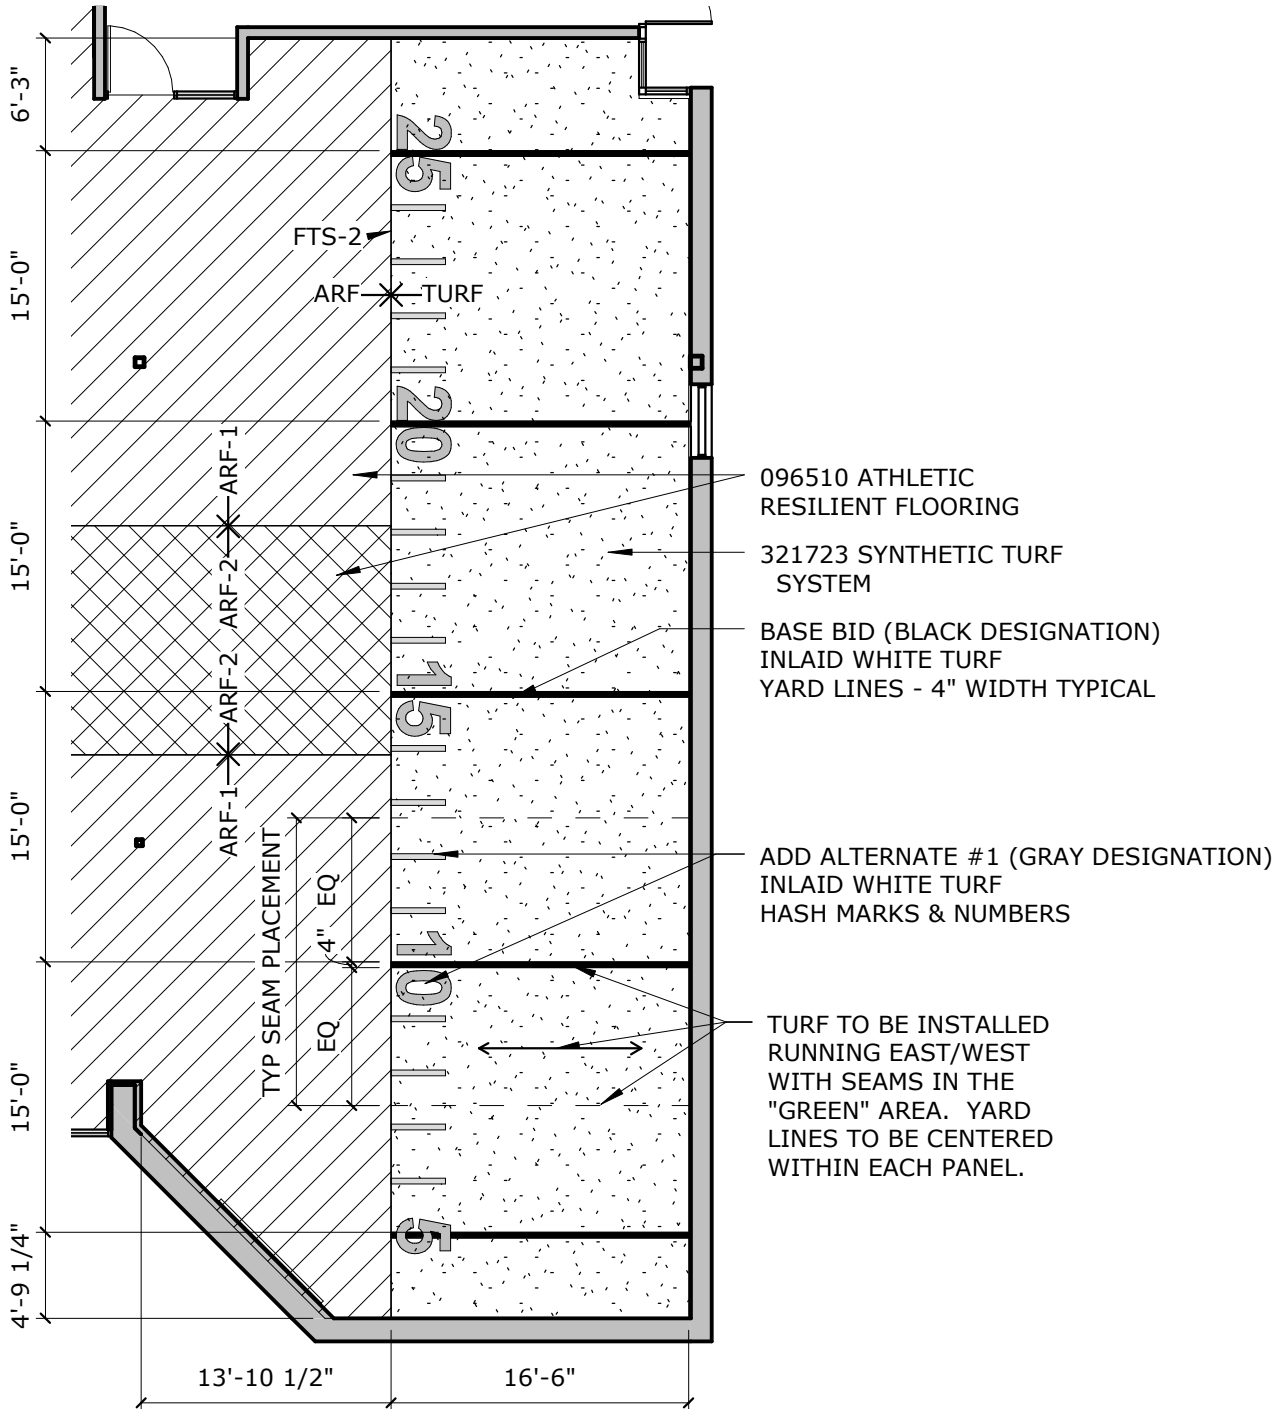 6'-3"
15'-0"
15'-0"
15'-0"
15'-0"
4'-9 1/4"
25
20
15
10
5
FTS-2
ARF
TURF
ARF-1
ARF-2
ARF-2
ARF-1
TYP SEAM PLACEMENT
EQ
4"
EQ
096510 ATHLETIC
RESILIENT FLOORING
321723 SYNTHETIC TURF
SYSTEM
BASE BID (BLACK DESIGNATION)
INLAID WHITE TURF
YARD LINES - 4" WIDTH TYPICAL
ADD ALTERNATE #1 (GRAY DESIGNATION)
INLAID WHITE TURF
HASH MARKS & NUMBERS
TURF TO BE INSTALLED
RUNNING EAST/WEST
WITH SEAMS IN THE
"GREEN" AREA. YARD
LINES TO BE CENTERED
WITHIN EACH PANEL.
13'-10 1/2"
16'-6"